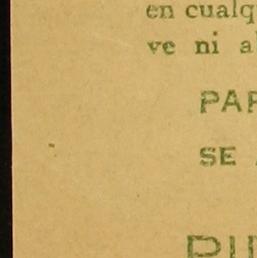 en cualq
ve ni a
PAR
SE